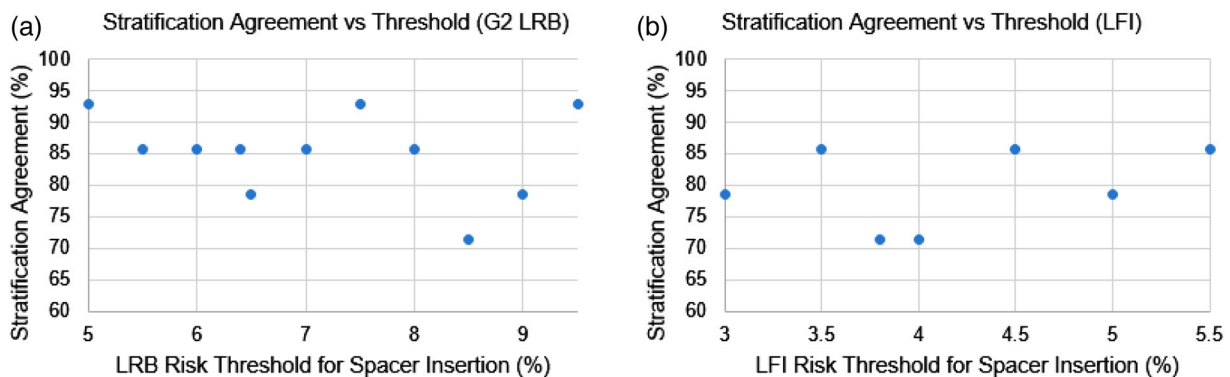 (a)
Stratification Agreement vs Threshold (G2 LRB)
Stratification Agreement (%)
100
95
90
85
80
75
70
65
60
5 6 7 8 9
LRB Risk Threshold for Spacer Insertion (%)
(b)
Stratification Agreement vs Threshold (LFI)
Stratification Agreement (%)
100
95
90
85
80
75
70
65
60
3 3.5 4 4.5 5 5.5
LFI Risk Threshold for Spacer Insertion (%)